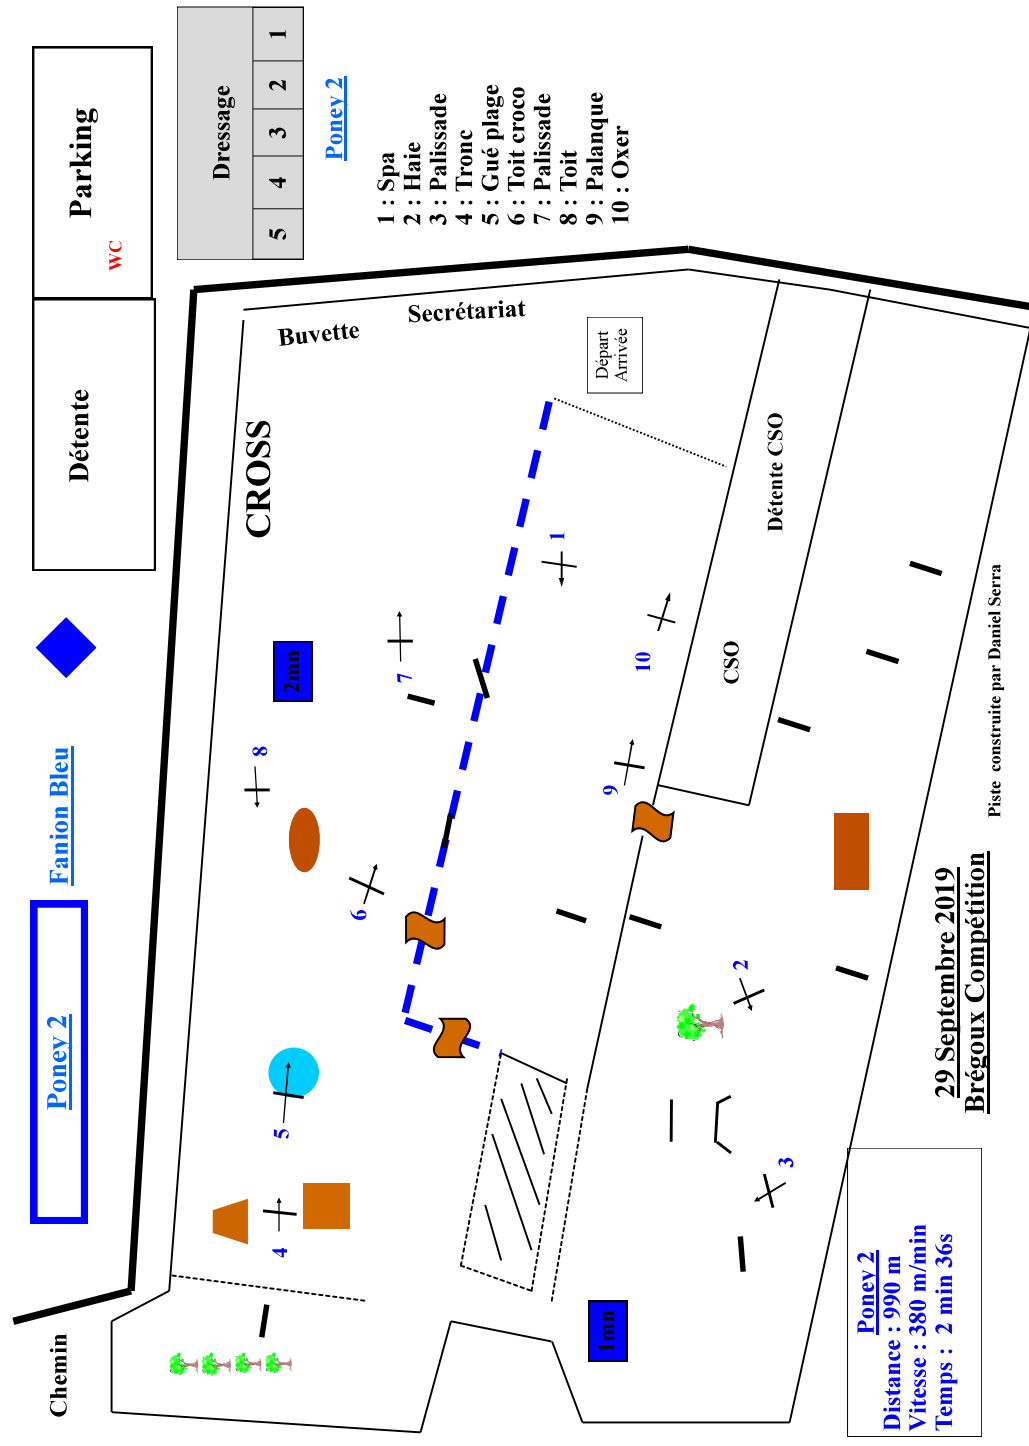 Chemin
Poney 2
Fanion Bleu
Détente
Parking
WC
Dressage
5 4 3 2 1
Poney 2
1 : Spa
2 : Haie
3 : Palissade
4 : Tronc
5 : Gué plage
6 : Toit croco
7 : Palissade
8 : Toit
9 : Palanque
10 : Oxer
Buvette
Secrétariat
CROSS
Départ
Arrivée
2mn
1mn
4
5
8
6
7
1
10
9
2
3
Détente CSO
CSO
Piste construite par Daniel Serra
29 Septembre 2019
Brégoux Compétition
Poney 2
Distance : 990 m
Vitesse : 380 m/min
Temps : 2 min 36s